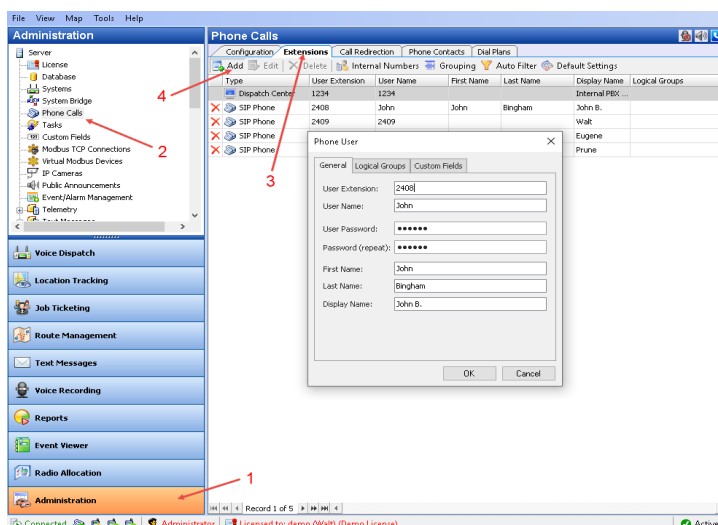 File View Map Tools Help
Administration
Server
License
Database
Systems
System Bridge
Phone Calls
Tasks
Custom Fields
Modbus TCP Connections
Virtual Modbus Devices
IP Cameras
Public Announcements
Event/Alarm Management
Telemetry
Text Messages
Voice Dispatch
Location Tracking
Job Ticketing
Route Management
Text Messages
Voice Recording
Reports
Event Viewer
Radio Allocation
Administration
Phone Calls
Configuration Extensions Call Redirection Phone Contacts Dial Plans
Add Edit Delete Internal Numbers Grouping Auto Filter Default Settings
Type User Extension User Name First Name Last Name Display Name Logical Groups
Dispatch Center 1234 1234 Internal PBX ...
SIP Phone 2408 John John Bingham John B.
SIP Phone 2409 2409 Walt
SIP Phone Eugene
SIP Phone Prune
Phone User
General Logical Groups Custom Fields
User Extension: 2408
User Name: John
User Password: ●●●●●●
Password (repeat): ●●●●●●
First Name: John
Last Name: Bingham
Display Name: John B.
OK Cancel
4
2
3
1
Record 1 of 5
Connected Administrator Licensed to: demo (Walt) (Demo License) Active